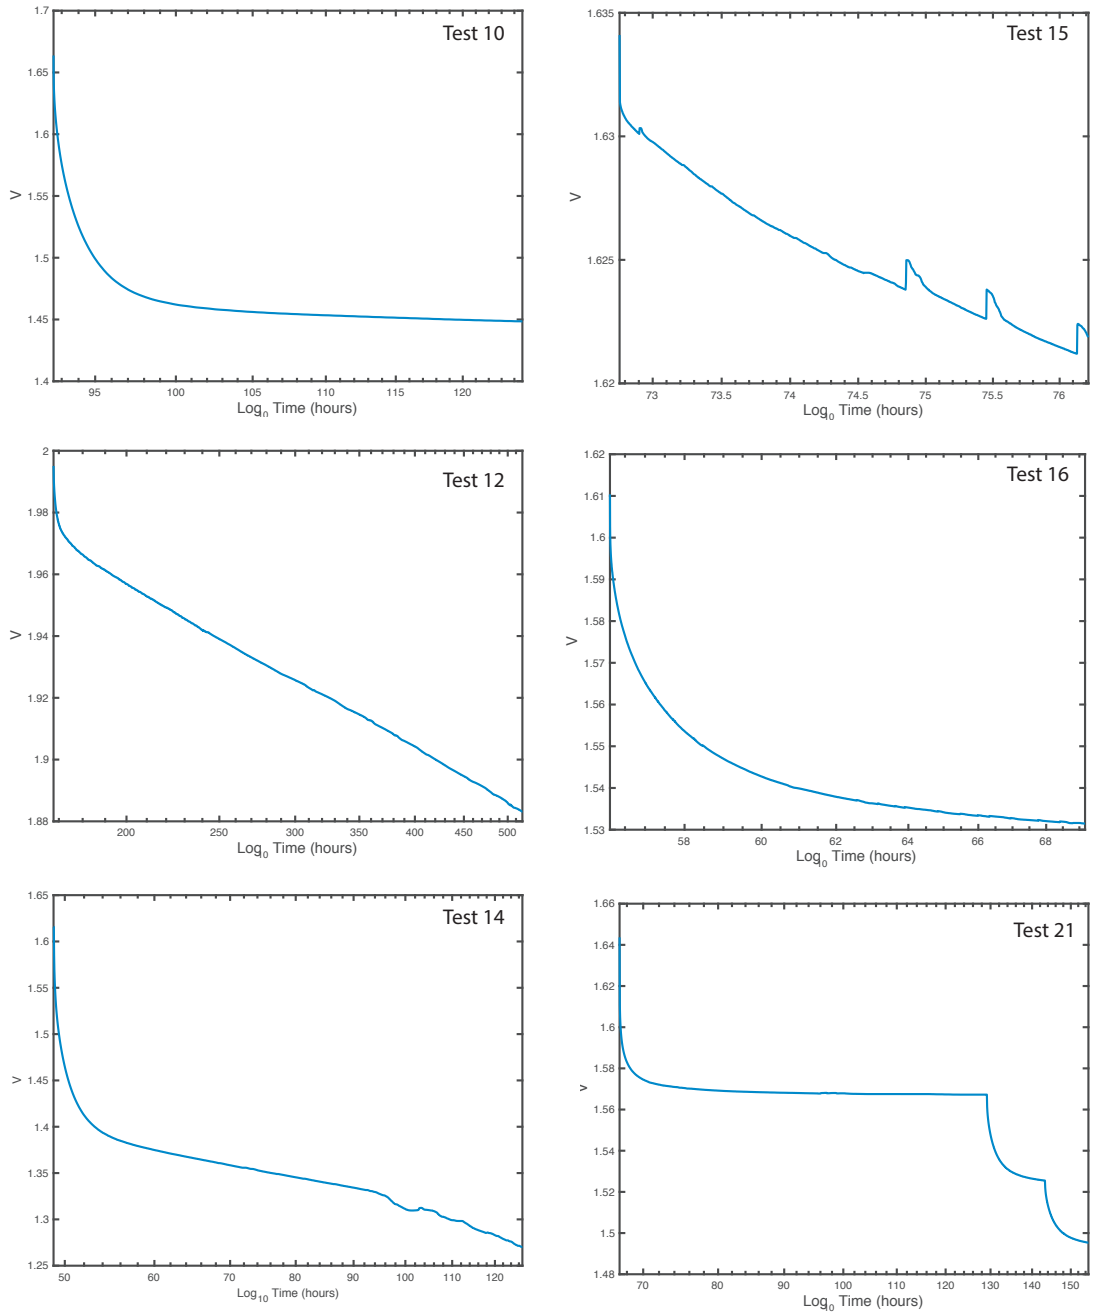 Test 10
1.7
1.65
1.6
1.55
1.5
1.45
1.4
V
95 100 105 110 115 120
Log10 Time (hours)
Test 15
1.635
1.63
1.625
1.62
V
73 73.5 74 74.5 75 75.5 76
Log10 Time (hours)
Test 12
2
1.98
1.96
1.94
1.92
1.9
1.88
V
200 250 300 350 400 450 500
Log10 Time (hours)
Test 16
1.62
1.61
1.6
1.59
1.58
1.57
1.56
1.55
1.54
1.53
V
58 60 62 64 66 68
Log10 Time (hours)
Test 14
1.65
1.6
1.55
1.5
1.45
1.4
1.35
1.3
1.25
V
50 60 70 80 90 100 110 120
Log10 Time (hours)
Test 21
1.66
1.64
1.62
1.6
1.58
1.56
1.54
1.52
1.5
1.48
V
70 80 90 100 110 120 130 140 150
Log10 Time (hours)